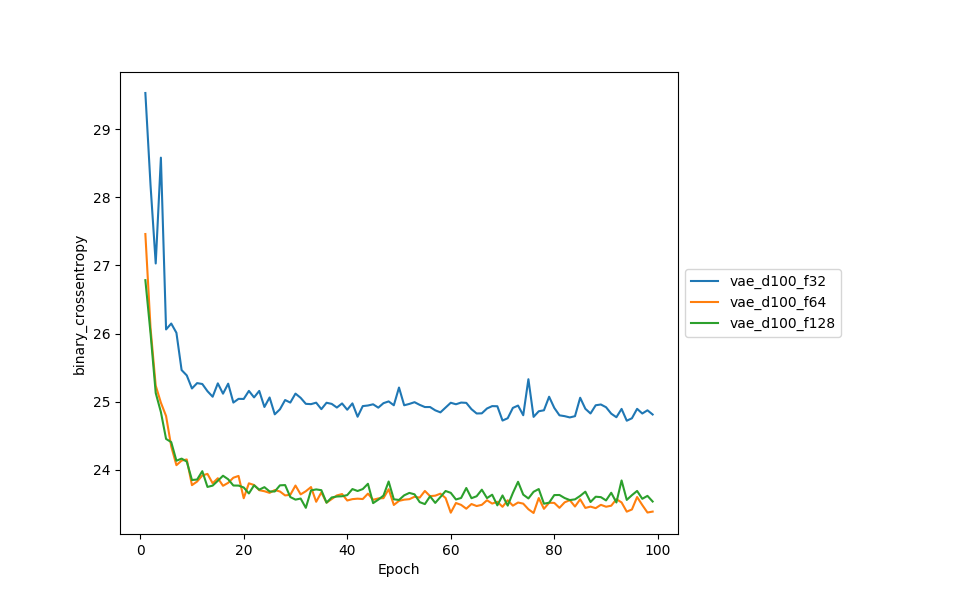 29
28
27
26
25
24
binary_crossentropy
0 20 40 60 80 100
Epoch
vae_d100_f32
vae_d100_f64
vae_d100_f128